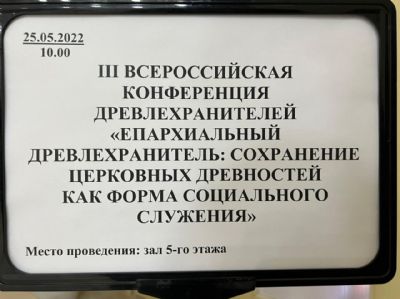 25.05.2022
10.00
III ВСЕРОССИЙСКАЯ
КОНФЕРЕНЦИЯ
ДРЕВЛЕХРАНИТЕЛЕЙ
«ЕПАРХИАЛЬНЫЙ
ДРЕВЛЕХРАНИТЕЛЬ: СОХРАНЕНИЕ
ЦЕРКОВНЫХ ДРЕВНОСТЕЙ
КАК ФОРМА СОЦИАЛЬНОГО
СЛУЖЕНИЯ»
Место проведения: зал 5-го этажа